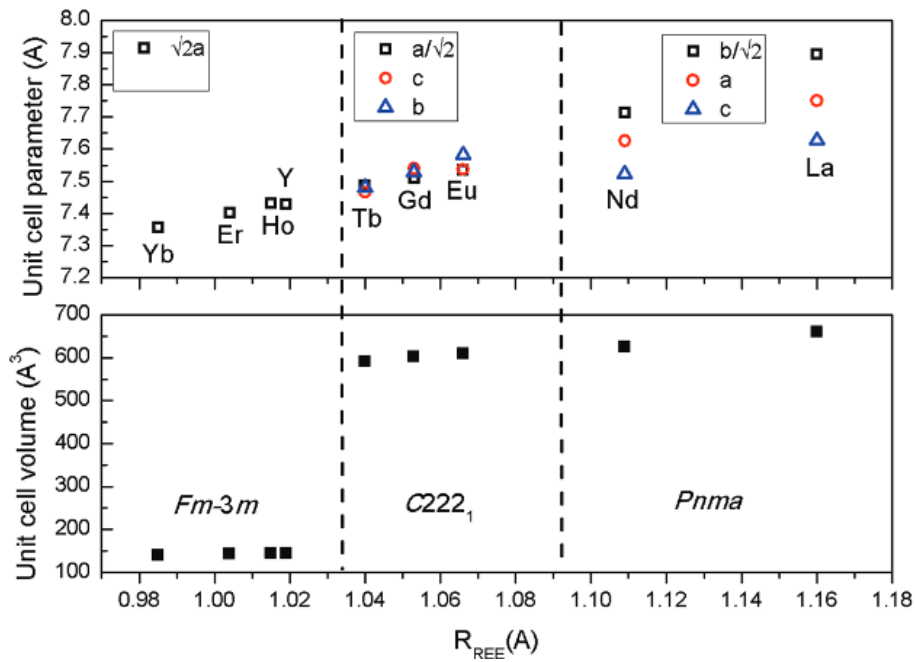 8.0
7.9
7.8
7.7
7.6
7.5
7.4
7.3
7.2
Unit cell parameter (A)
√2a
a/√2
c
b
b/√2
a
c
Yb
Er
Ho
Y
Tb
Gd
Eu
Nd
La
700
600
500
400
300
200
100
Unit cell volume (A³)
Fm-3m
C222₁
Pnma
0.98 1.00 1.02 1.04 1.06 1.08 1.10 1.12 1.14 1.16 1.18
R_REE(A)